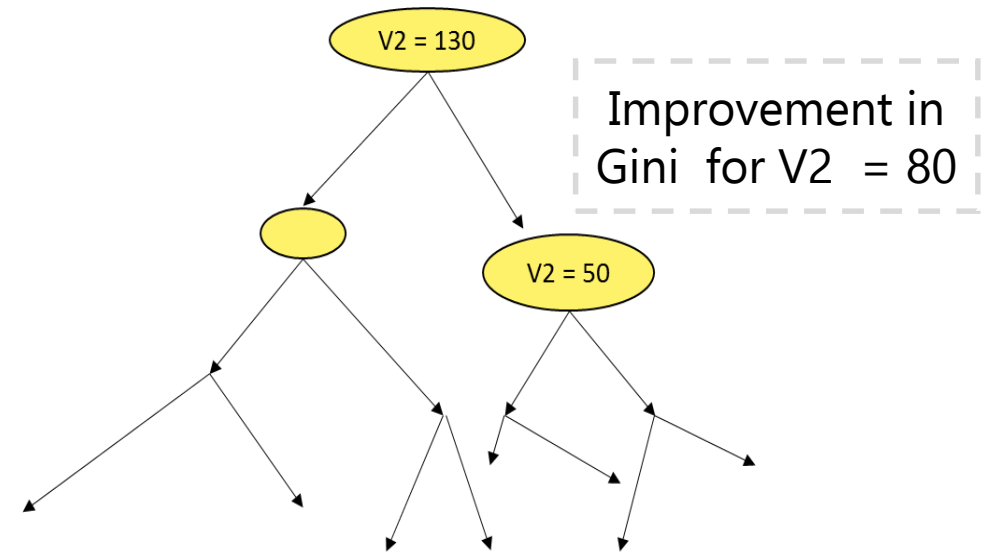 V2 = 130
Improvement in
Gini for V2 = 80
V2 = 50